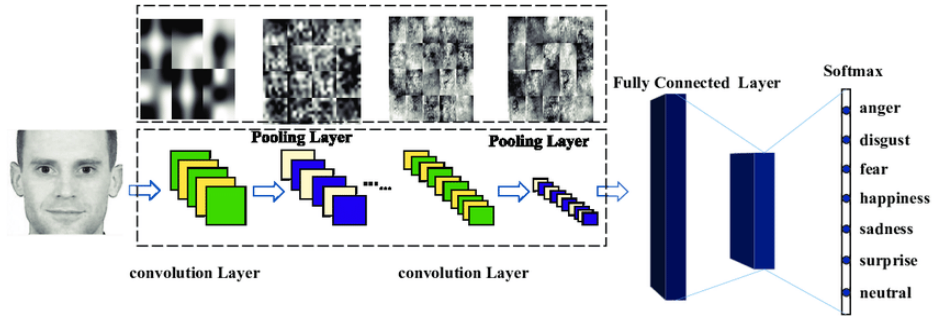 Fully Connected Layer
Softmax
anger
disgust
fear
happiness
sadness
surprise
neutral
Pooling Layer
Pooling Layer
convolution Layer
convolution Layer